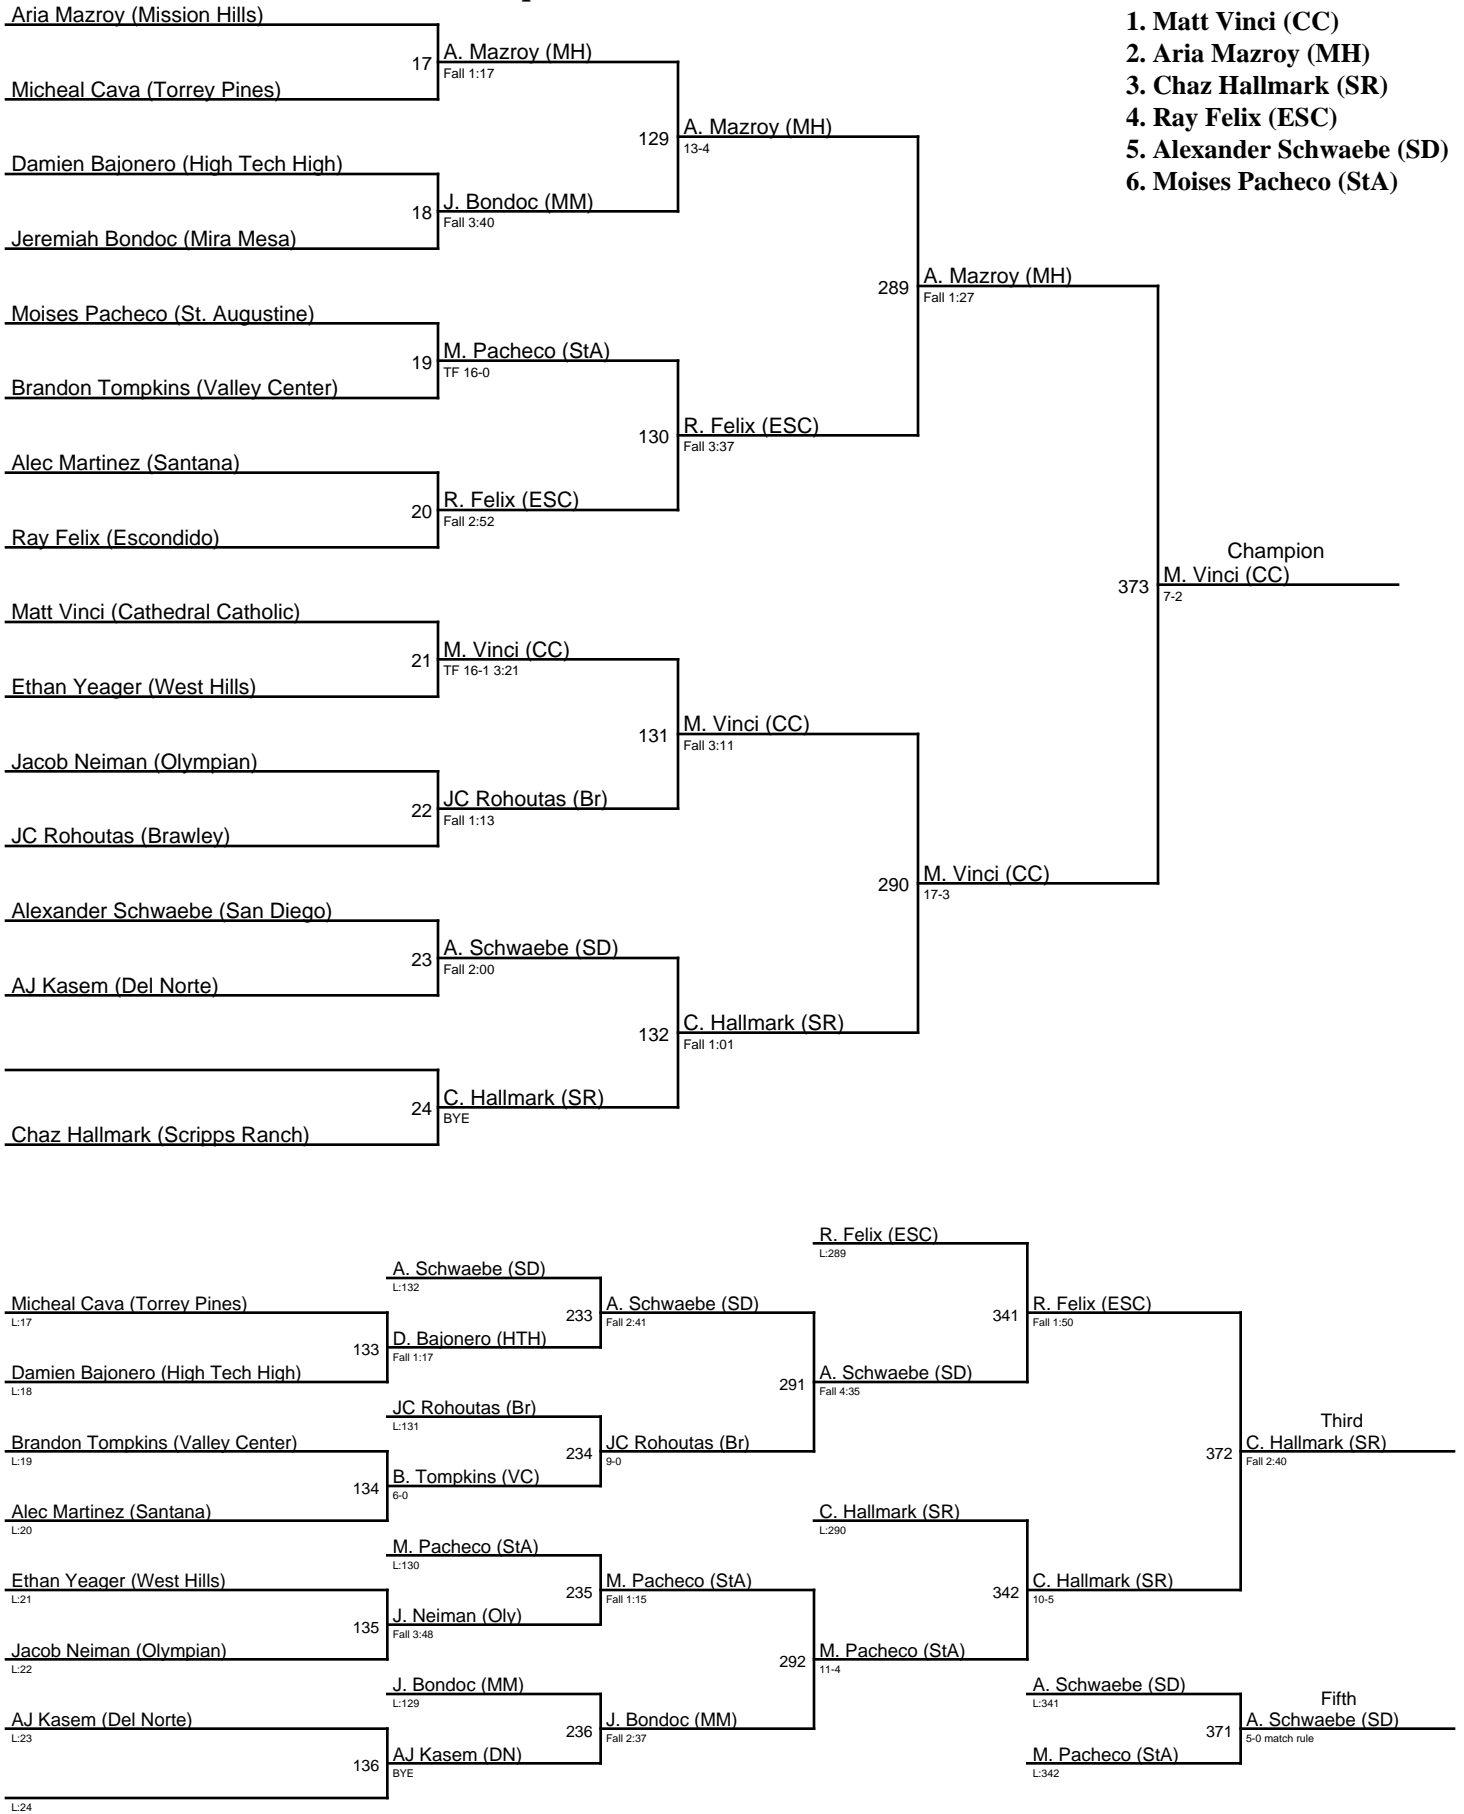 Aria Mazroy (Mission Hills)
17
A. Mazroy (MH)
Fall 1:17
Micheal Cava (Torrey Pines)
129
A. Mazroy (MH)
13-4
Damien Bajonero (High Tech High)
18
J. Bondoc (MM)
Fall 3:40
Jeremiah Bondoc (Mira Mesa)
289
A. Mazroy (MH)
Fall 1:27
Moises Pacheco (St. Augustine)
19
M. Pacheco (StA)
TF 16-0
Brandon Tompkins (Valley Center)
130
R. Felix (ESC)
Fall 3:37
Alec Martinez (Santana)
20
R. Felix (ESC)
Fall 2:52
Ray Felix (Escondido)
373
Champion
M. Vinci (CC)
7-2
Matt Vinci (Cathedral Catholic)
21
M. Vinci (CC)
TF 16-1 3:21
Ethan Yeager (West Hills)
131
M. Vinci (CC)
Fall 3:11
Jacob Neiman (Olympian)
22
JC Rohoutas (Br)
Fall 1:13
JC Rohoutas (Brawley)
290
M. Vinci (CC)
17-3
Alexander Schwaebe (San Diego)
23
A. Schwaebe (SD)
Fall 2:00
AJ Kasem (Del Norte)
132
C. Hallmark (SR)
Fall 1:01
24
C. Hallmark (SR)
BYE
Chaz Hallmark (Scripps Ranch)
1. Matt Vinci (CC)
2. Aria Mazroy (MH)
3. Chaz Hallmark (SR)
4. Ray Felix (ESC)
5. Alexander Schwaebe (SD)
6. Moises Pacheco (StA)
R. Felix (ESC)
L:289
A. Schwaebe (SD)
L:132
Micheal Cava (Torrey Pines)
L:17
233
A. Schwaebe (SD)
Fall 2:41
341
R. Felix (ESC)
Fall 1:50
133
D. Bajonero (HTH)
Fall 1:17
Damien Bajonero (High Tech High)
L:18
291
A. Schwaebe (SD)
Fall 4:35
JC Rohoutas (Br)
L:131
Brandon Tompkins (Valley Center)
L:19
234
JC Rohoutas (Br)
9-0
372
Third
C. Hallmark (SR)
Fall 2:40
134
B. Tompkins (VC)
6-0
Alec Martinez (Santana)
L:20
C. Hallmark (SR)
L:290
M. Pacheco (StA)
L:130
Ethan Yeager (West Hills)
L:21
235
M. Pacheco (StA)
Fall 1:15
342
C. Hallmark (SR)
10-5
135
J. Neiman (Oly)
Fall 3:48
Jacob Neiman (Olympian)
L:22
292
M. Pacheco (StA)
11-4
J. Bondoc (MM)
L:129
A. Schwaebe (SD)
L:341
AJ Kasem (Del Norte)
L:23
236
J. Bondoc (MM)
Fall 2:37
371
Fifth
A. Schwaebe (SD)
5-0 match rule
136
AJ Kasem (DN)
BYE
M. Pacheco (StA)
L:342
L:24